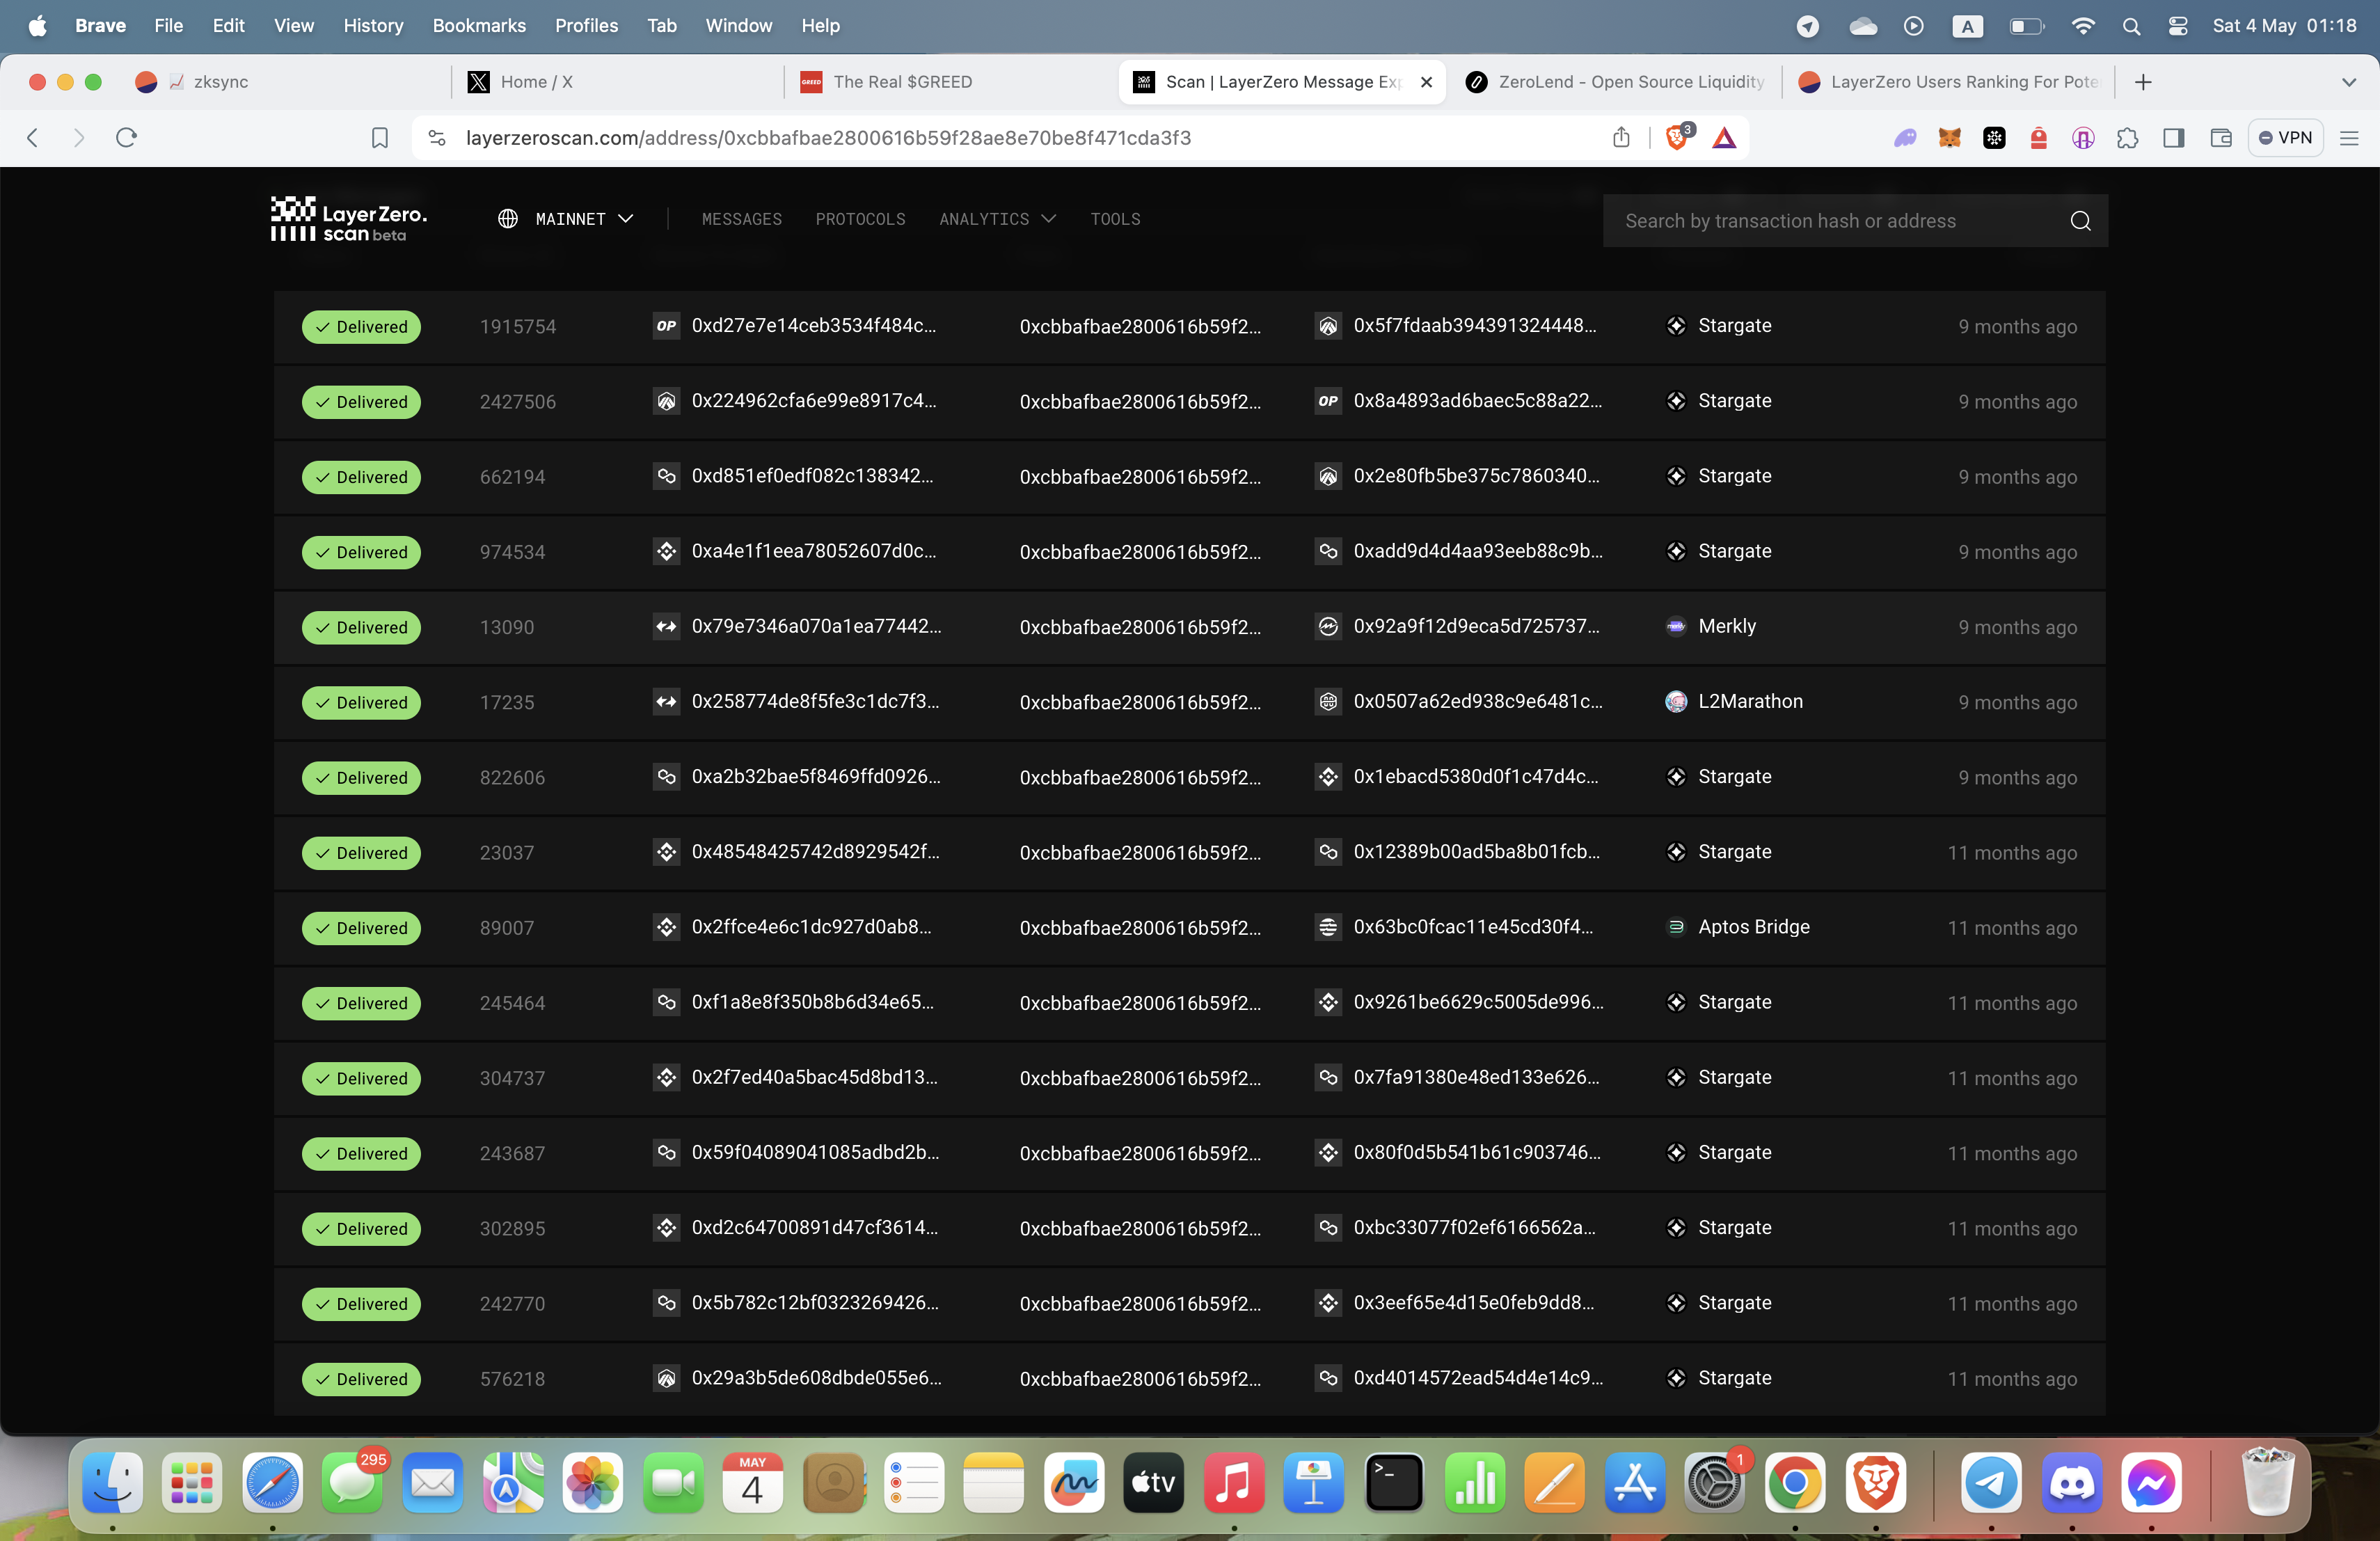 Brave File Edit View History Bookmarks Profiles Tab Window Help A Sat 4 May 01:18
zksync Home / X GREED The Real $GREED Scan | LayerZero Message Exp ZeroLend - Open Source Liquidity LayerZero Users Ranking For Pote
layerzeroscan.com/address/0xcbbafbae2800616b59f28ae8e70be8f471cda3f3 3 VPN
LayerZero. scan beta MAINNET MESSAGES PROTOCOLS ANALYTICS TOOLS Search by transaction hash or address
Delivered 1915754 OP 0xd27e7e14ceb3534f484c... 0xcbbafbae2800616b59f2... 0x5f7fdaab394391324448... Stargate 9 months ago
Delivered 2427506 0x224962cfa6e99e8917c4... 0xcbbafbae2800616b59f2... OP 0x8a4893ad6baec5c88a22... Stargate 9 months ago
Delivered 662194 0xd851ef0edf082c138342... 0xcbbafbae2800616b59f2... 0x2e80fb5be375c7860340... Stargate 9 months ago
Delivered 974534 0xa4e1f1eea78052607d0c... 0xcbbafbae2800616b59f2... 0xadd9d4d4aa93eeb88c9b... Stargate 9 months ago
Delivered 13090 0x79e7346a070a1ea77442... 0xcbbafbae2800616b59f2... 0x92a9f12d9eca5d725737... Merkly 9 months ago
Delivered 17235 0x258774de8f5fe3c1dc7f3... 0xcbbafbae2800616b59f2... 0x0507a62ed938c9e6481c... L2Marathon 9 months ago
Delivered 822606 0xa2b32bae5f8469ffd0926... 0xcbbafbae2800616b59f2... 0x1ebacd5380d0f1c47d4c... Stargate 9 months ago
Delivered 23037 0x48548425742d8929542f... 0xcbbafbae2800616b59f2... 0x12389b00ad5ba8b01fcb... Stargate 11 months ago
Delivered 89007 0x2ffce4e6c1dc927d0ab8... 0xcbbafbae2800616b59f2... 0x63bc0fcac11e45cd30f4... Aptos Bridge 11 months ago
Delivered 245464 0xf1a8e8f350b8b6d34e65... 0xcbbafbae2800616b59f2... 0x9261be6629c5005de996... Stargate 11 months ago
Delivered 304737 0x2f7ed40a5bac45d8bd13... 0xcbbafbae2800616b59f2... 0x7fa91380e48ed133e626... Stargate 11 months ago
Delivered 243687 0x59f04089041085adbd2b... 0xcbbafbae2800616b59f2... 0x80f0d5b541b61c903746... Stargate 11 months ago
Delivered 302895 0xd2c64700891d47cf3614... 0xcbbafbae2800616b59f2... 0xbc33077f02ef6166562a... Stargate 11 months ago
Delivered 242770 0x5b782c12bf0323269426... 0xcbbafbae2800616b59f2... 0x3eef65e4d15e0feb9dd8... Stargate 11 months ago
Delivered 576218 0x29a3b5de608dbde055e6... 0xcbbafbae2800616b59f2... 0xd4014572ead54d4e14c9... Stargate 11 months ago
295 MAY 4 tv 1